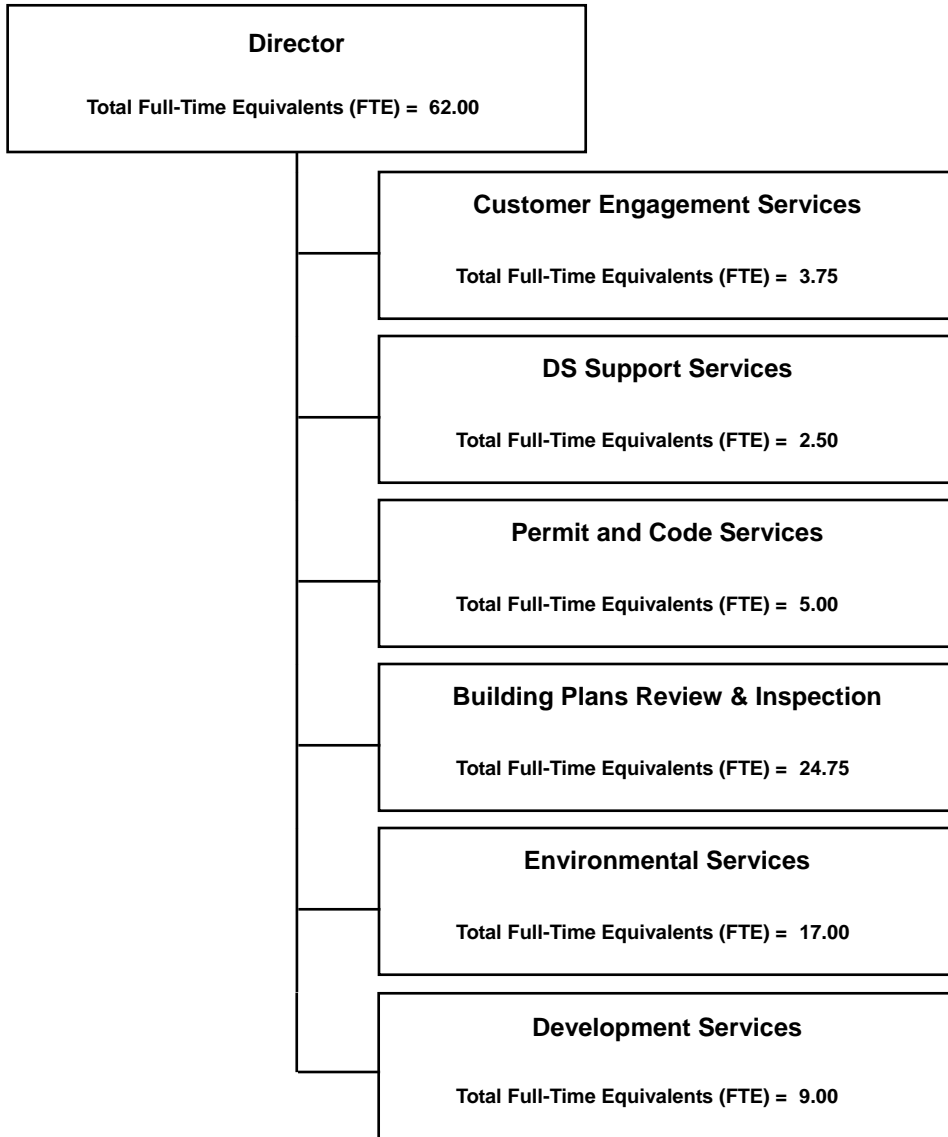 Director
Total Full-Time Equivalents (FTE) = 62.00
Customer Engagement Services
Total Full-Time Equivalents (FTE) = 3.75
DS Support Services
Total Full-Time Equivalents (FTE) = 2.50
Permit and Code Services
Total Full-Time Equivalents (FTE) = 5.00
Building Plans Review & Inspection
Total Full-Time Equivalents (FTE) = 24.75
Environmental Services
Total Full-Time Equivalents (FTE) = 17.00
Development Services
Total Full-Time Equivalents (FTE) = 9.00